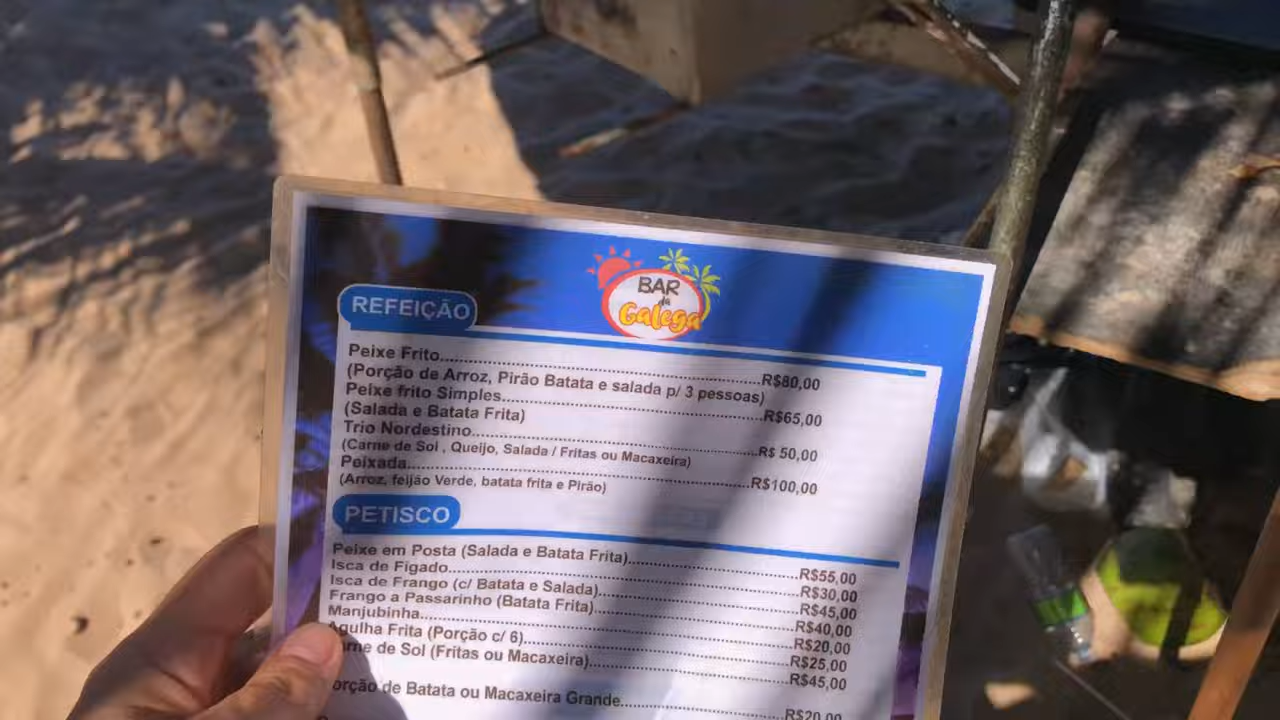 BAR
da
Galega
REFEIÇÃO
Peixe Frito..........R$80,00
(Porção de Arroz, Pirão Batata e salada p/ 3 pessoas)
Peixe frito Simples..........R$65,00
(Salada e Batata Frita)
Trio Nordestino..........R$ 50,00
(Carne de Sol , Queijo, Salada / Fritas ou Macaxeira)
Peixada..........R$100,00
(Arroz, feijão Verde, batata frita e Pirão)
PETISCO
Peixe em Posta (Salada e Batata Frita)..........R$55,00
Isca de Fígado..........R$30,00
Isca de Frango (c/ Batata e Salada)..........R$45,00
Frango a Passarinho (Batata Frita)..........R$40,00
Manjubinha..........R$20,00
Agulha Frita (Porção c/ 6)..........R$25,00
arne de Sol (Fritas ou Macaxeira)..........R$45,00
orção de Batata ou Macaxeira Grande..........R$20,00